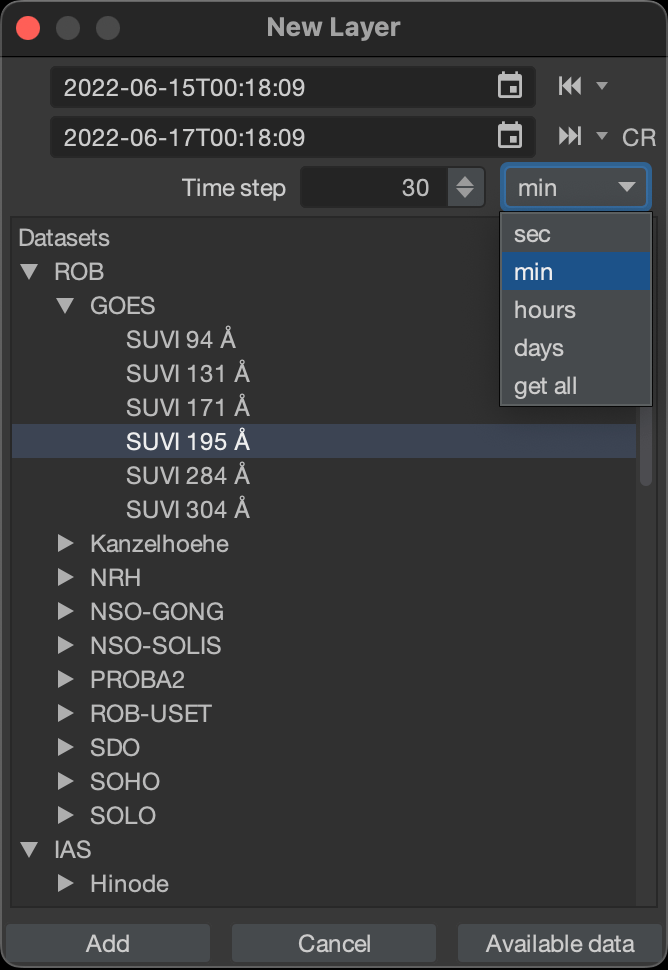 New Layer
2022-06-15T00:18:09
2022-06-17T00:18:09 CR
Time step 30 min
sec
min
hours
days
get all
Datasets
ROB
GOES
SUVI 94 Å
SUVI 131 Å
SUVI 171 Å
SUVI 195 Å
SUVI 284 Å
SUVI 304 Å
Kanzelhoehe
NRH
NSO-GONG
NSO-SOLIS
PROBA2
ROB-USET
SDO
SOHO
SOLO
IAS
Hinode
Add Cancel Available data